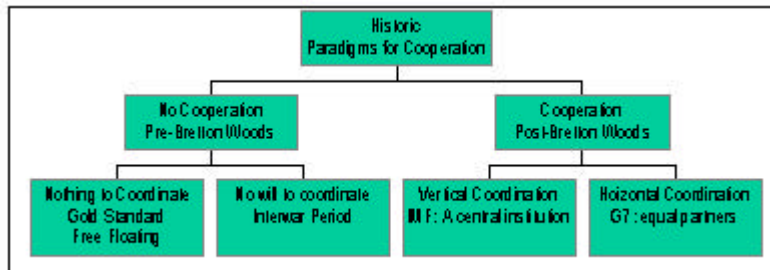 Historic
Paradigms for Cooperation
No Cooperation
Pre-Bretton Woods
Cooperation
Post-Bretton Woods
Nothing to Coordinate
Gold Standard
Free Floating
No will to coordinate
Interwar Period
Vertical Coordination
IMF: A central institution
Horizontal Coordination
G7: equal partners